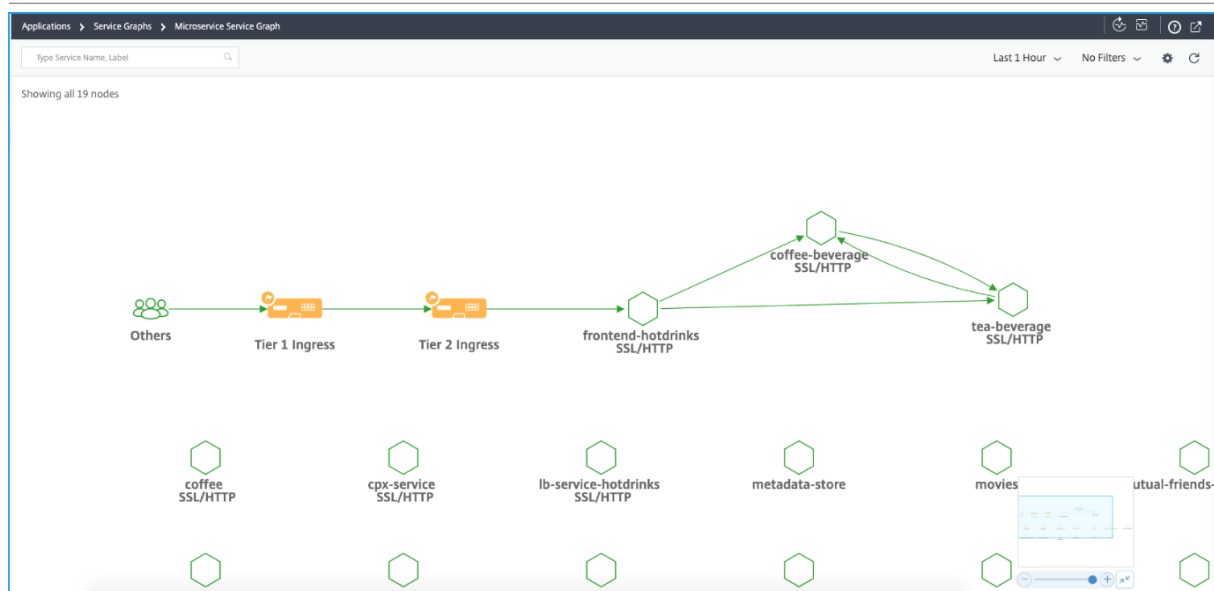 Applications > Service Graphs > Microservice Service Graph
Type Service Name, Label
Last 1 Hour
No Filters
Showing all 19 nodes
coffee-beverage
SSL/HTTP
Others
Tier 1 Ingress
Tier 2 Ingress
frontend-hotdrinks
SSL/HTTP
tea-beverage
SSL/HTTP
coffee
SSL/HTTP
cpx-service
SSL/HTTP
lb-service-hotdrinks
SSL/HTTP
metadata-store
movies
utual-friends-